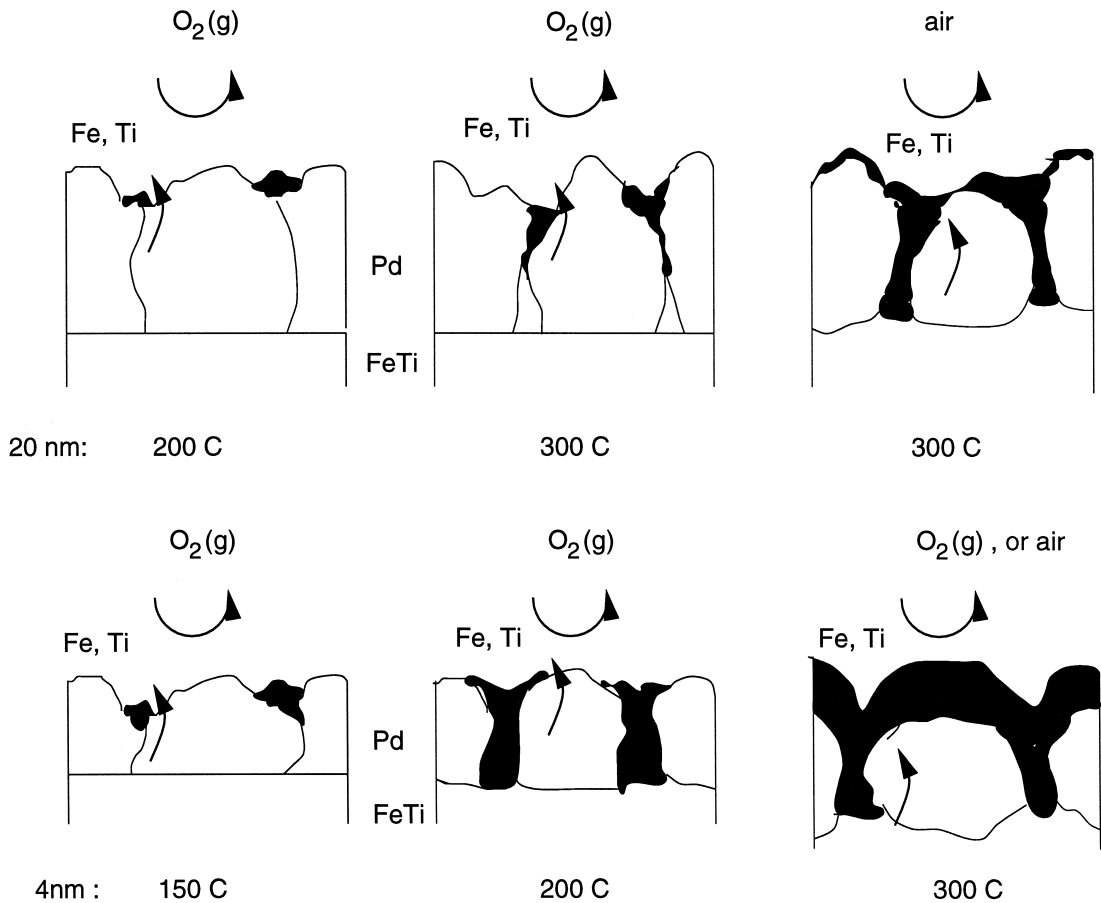 O2(g) O2(g) air
Fe, Ti Fe, Ti Fe, Ti
Pd
FeTi
20 nm: 200 C 300 C 300 C
O2(g) O2(g) O2(g) , or air
Fe, Ti Fe, Ti Fe, Ti
Pd
FeTi
4nm : 150 C 200 C 300 C